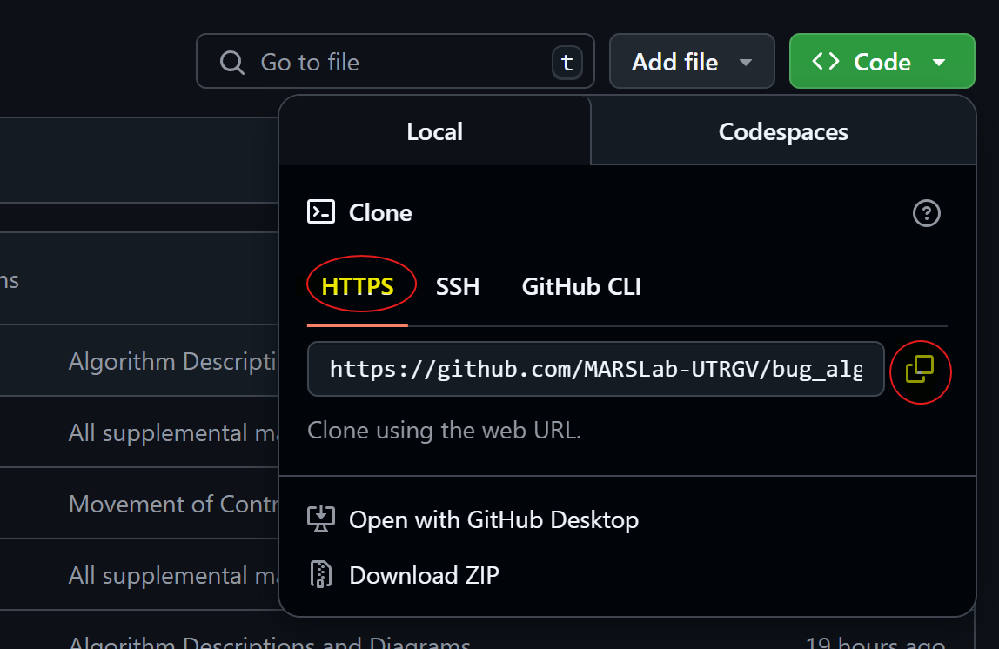 Go to file t Add file Code
Local Codespaces
Clone
ns
HTTPS SSH GitHub CLI
Algorithm Descripti
https://github.com/MARSLab-UTRGV/bug_alg
All supplemental ma
Clone using the web URL.
Movement of Contr
Open with GitHub Desktop
All supplemental ma
Download ZIP
Algorithm Descriptions and Diagrams 19 hours ago